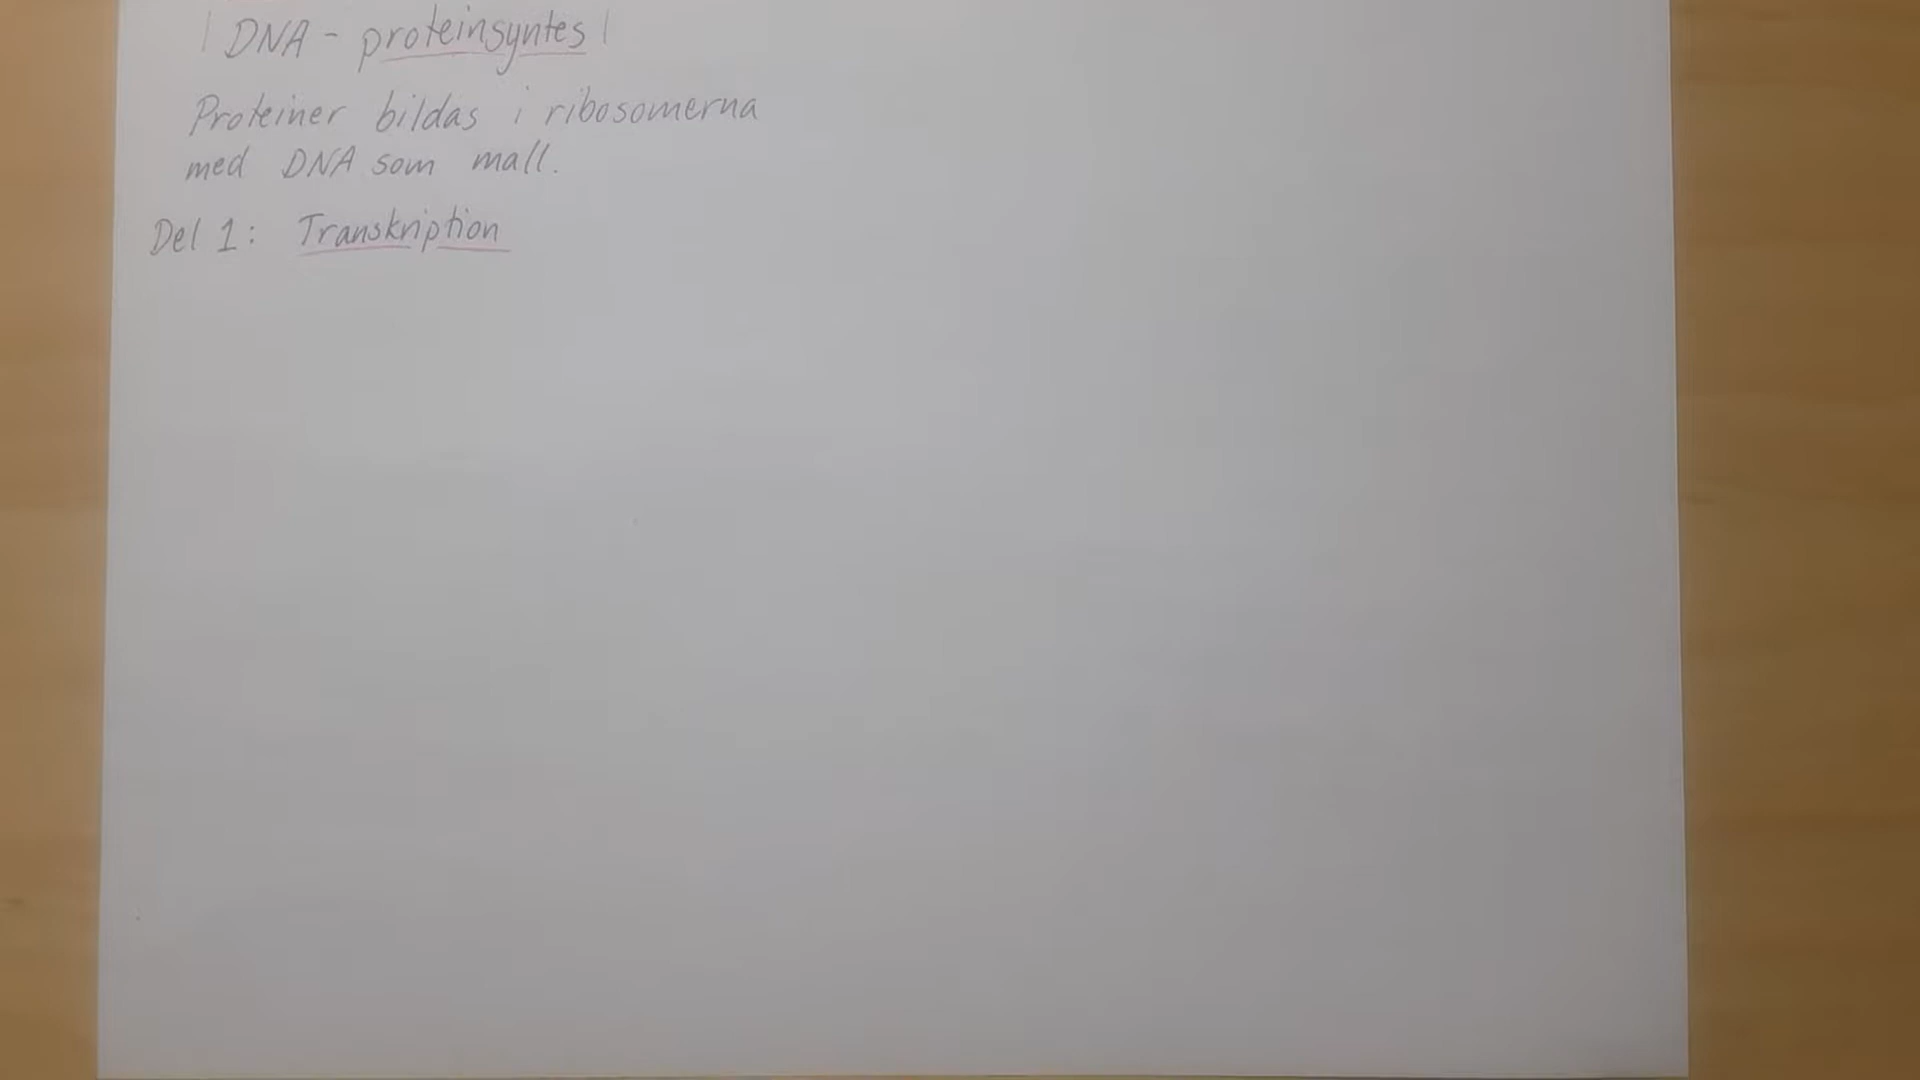 DNA - proteinsyntes
Proteiner bildas i ribosomerna
med DNA som mall.
Del 1: Transkription